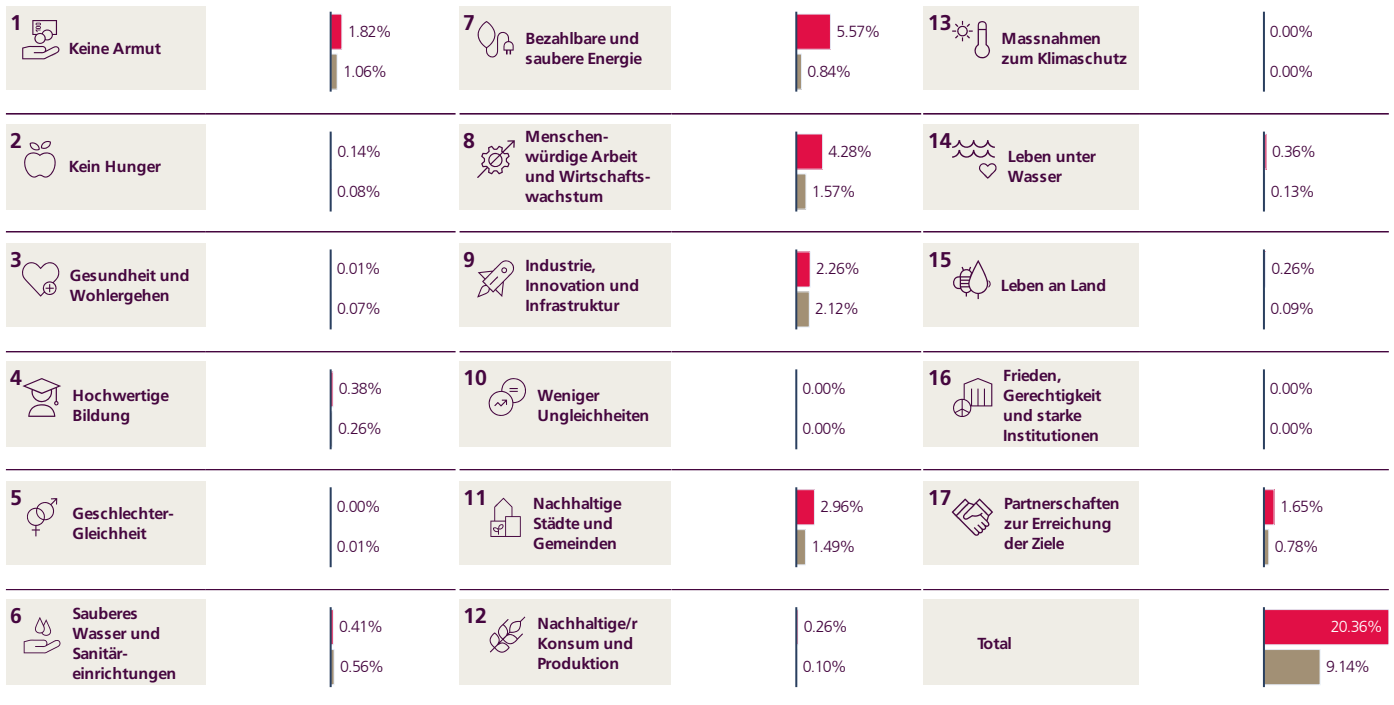 1
100
Keine Armut
1.82%
1.06%
2
Kein Hunger
0.14%
0.08%
3
Gesundheit und
Wohlergehen
0.01%
0.07%
4
Hochwertige
Bildung
0.38%
0.26%
5
Geschlechter-
Gleichheit
0.00%
0.01%
6
Sauberes
Wasser und
Sanitär-
einrichtungen
0.41%
0.56%
7
Bezahlbare und
saubere Energie
5.57%
0.84%
8
Menschen-
würdige Arbeit
und Wirtschafts-
wachstum
4.28%
1.57%
9
Industrie,
Innovation und
Infrastruktur
2.26%
2.12%
10
Weniger
Ungleichheiten
0.00%
0.00%
11
Nachhaltige
Städte und
Gemeinden
2.96%
1.49%
12
Nachhaltige/r
Konsum und
Produktion
0.26%
0.10%
13
Massnahmen
zum Klimaschutz
0.00%
0.00%
14
Leben unter
Wasser
0.36%
0.13%
15
Leben an Land
0.26%
0.09%
16
Frieden,
Gerechtigkeit
und starke
Institutionen
0.00%
0.00%
17
Partnerschaften
zur Erreichung
der Ziele
1.65%
0.78%
Total
20.36%
9.14%